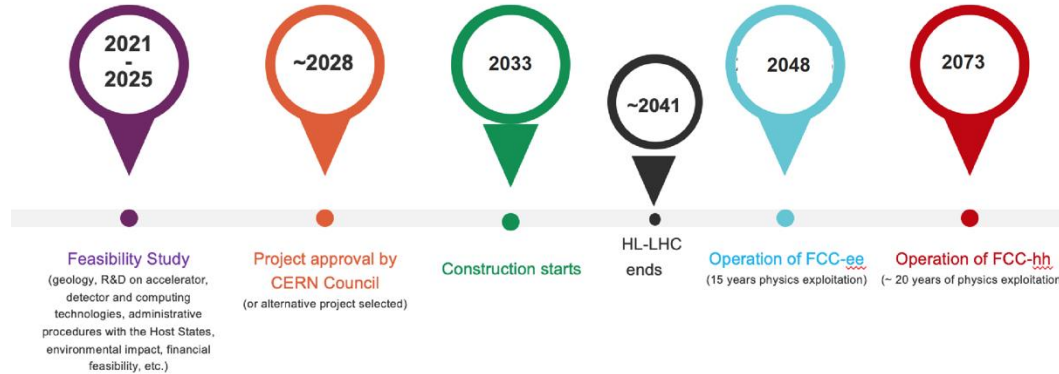 2021
-
2025
~2028
2033
~2041
2048
2073
Feasibility Study
(geology, R&D on accelerator,
detector and computing
technologies, administrative
procedures with the Host States,
environmental impact, financial
feasibility, etc.)
Project approval by
CERN Council
(or alternative project selected)
Construction starts
HL-LHC
ends
Operation of FCC-ee
(15 years physics exploitation)
Operation of FCC-hh
(~ 20 years of physics exploitation